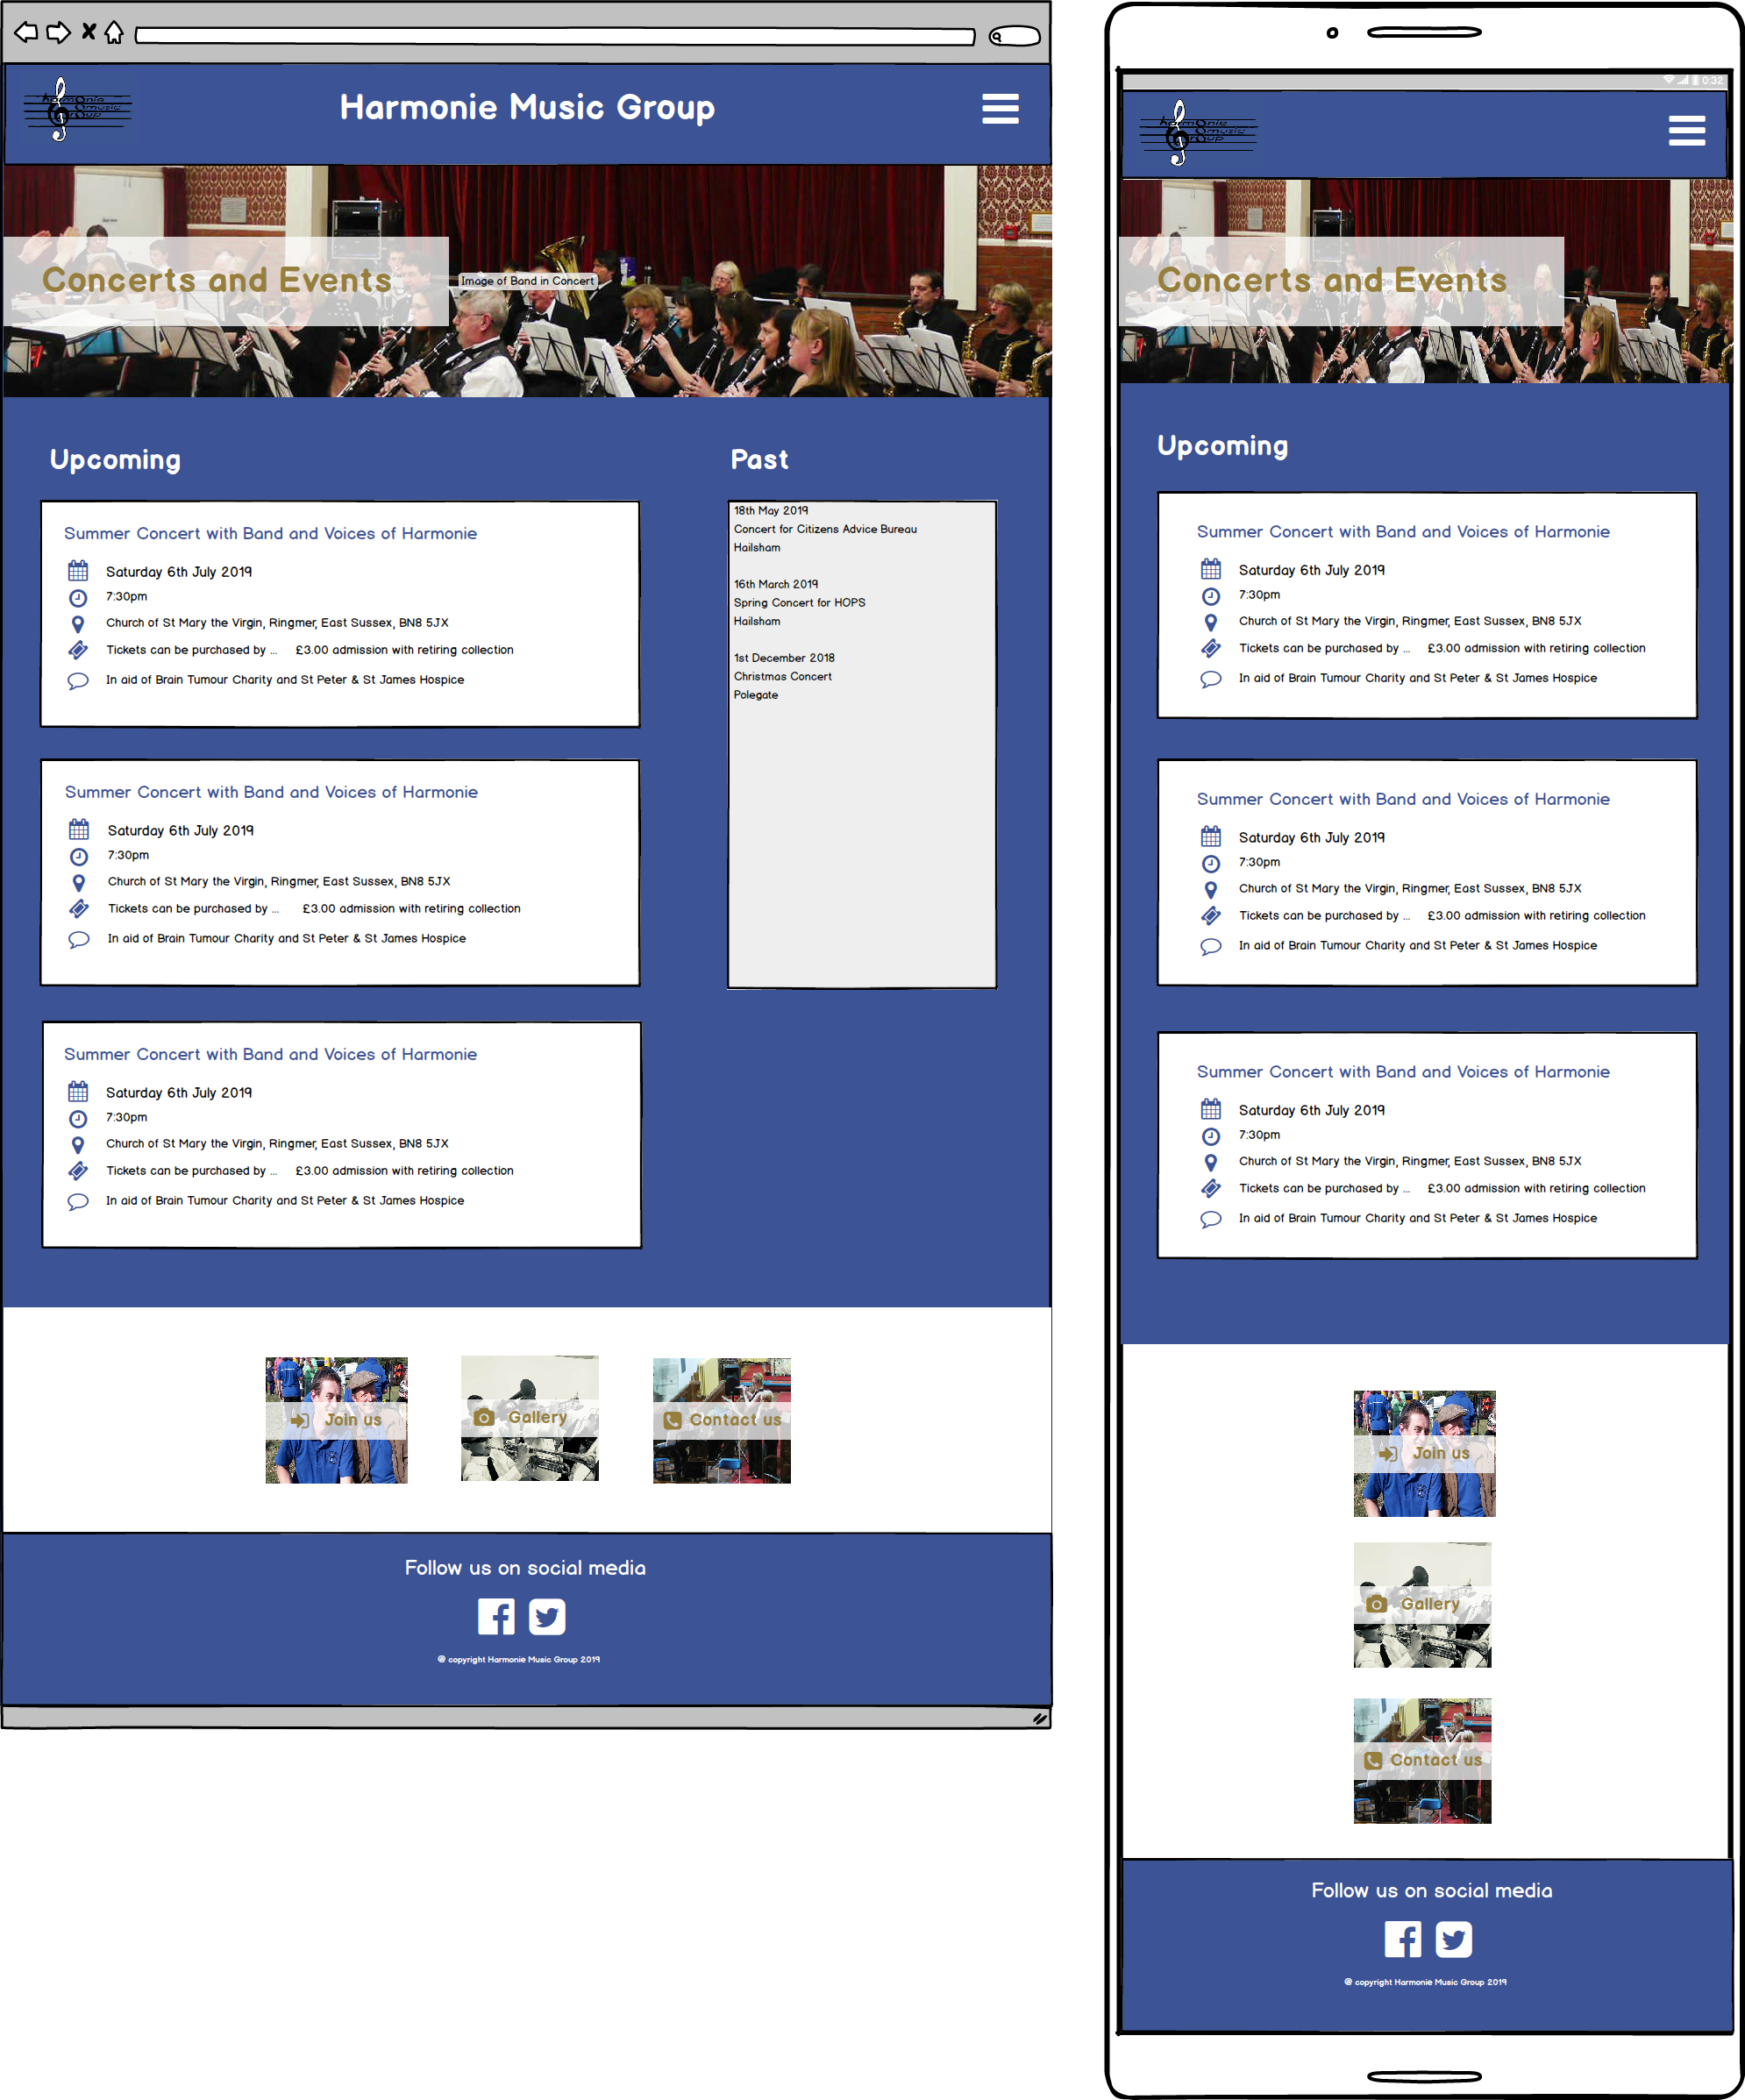 harmonie
music
group
Harmonie Music Group
Concerts and Events
Image of Band in Concert
Upcoming
Summer Concert with Band and Voices of Harmonie
Saturday 6th July 2019
7:30pm
Church of St Mary the Virgin, Ringmer, East Sussex, BN8 5JX
Tickets can be purchased by ... £3.00 admission with retiring collection
In aid of Brain Tumour Charity and St Peter & St James Hospice
Summer Concert with Band and Voices of Harmonie
Saturday 6th July 2019
7:30pm
Church of St Mary the Virgin, Ringmer, East Sussex, BN8 5JX
Tickets can be purchased by ... £3.00 admission with retiring collection
In aid of Brain Tumour Charity and St Peter & St James Hospice
Summer Concert with Band and Voices of Harmonie
Saturday 6th July 2019
7:30pm
Church of St Mary the Virgin, Ringmer, East Sussex, BN8 5JX
Tickets can be purchased by ... £3.00 admission with retiring collection
In aid of Brain Tumour Charity and St Peter & St James Hospice
Past
18th May 2019
Concert for Citizens Advice Bureau
Hailsham
16th March 2019
Spring Concert for HOPS
Hailsham
1st December 2018
Christmas Concert
Polegate
Join us
Gallery
Contact us
Follow us on social media
@ copyright Harmonie Music Group 2019
0:32
harmonie
music
group
Concerts and Events
Upcoming
Summer Concert with Band and Voices of Harmonie
Saturday 6th July 2019
7:30pm
Church of St Mary the Virgin, Ringmer, East Sussex, BN8 5JX
Tickets can be purchased by ... £3.00 admission with retiring collection
In aid of Brain Tumour Charity and St Peter & St James Hospice
Summer Concert with Band and Voices of Harmonie
Saturday 6th July 2019
7:30pm
Church of St Mary the Virgin, Ringmer, East Sussex, BN8 5JX
Tickets can be purchased by ... £3.00 admission with retiring collection
In aid of Brain Tumour Charity and St Peter & St James Hospice
Summer Concert with Band and Voices of Harmonie
Saturday 6th July 2019
7:30pm
Church of St Mary the Virgin, Ringmer, East Sussex, BN8 5JX
Tickets can be purchased by ... £3.00 admission with retiring collection
In aid of Brain Tumour Charity and St Peter & St James Hospice
Join us
Gallery
Contact us
Follow us on social media
@ copyright Harmonie Music Group 2019